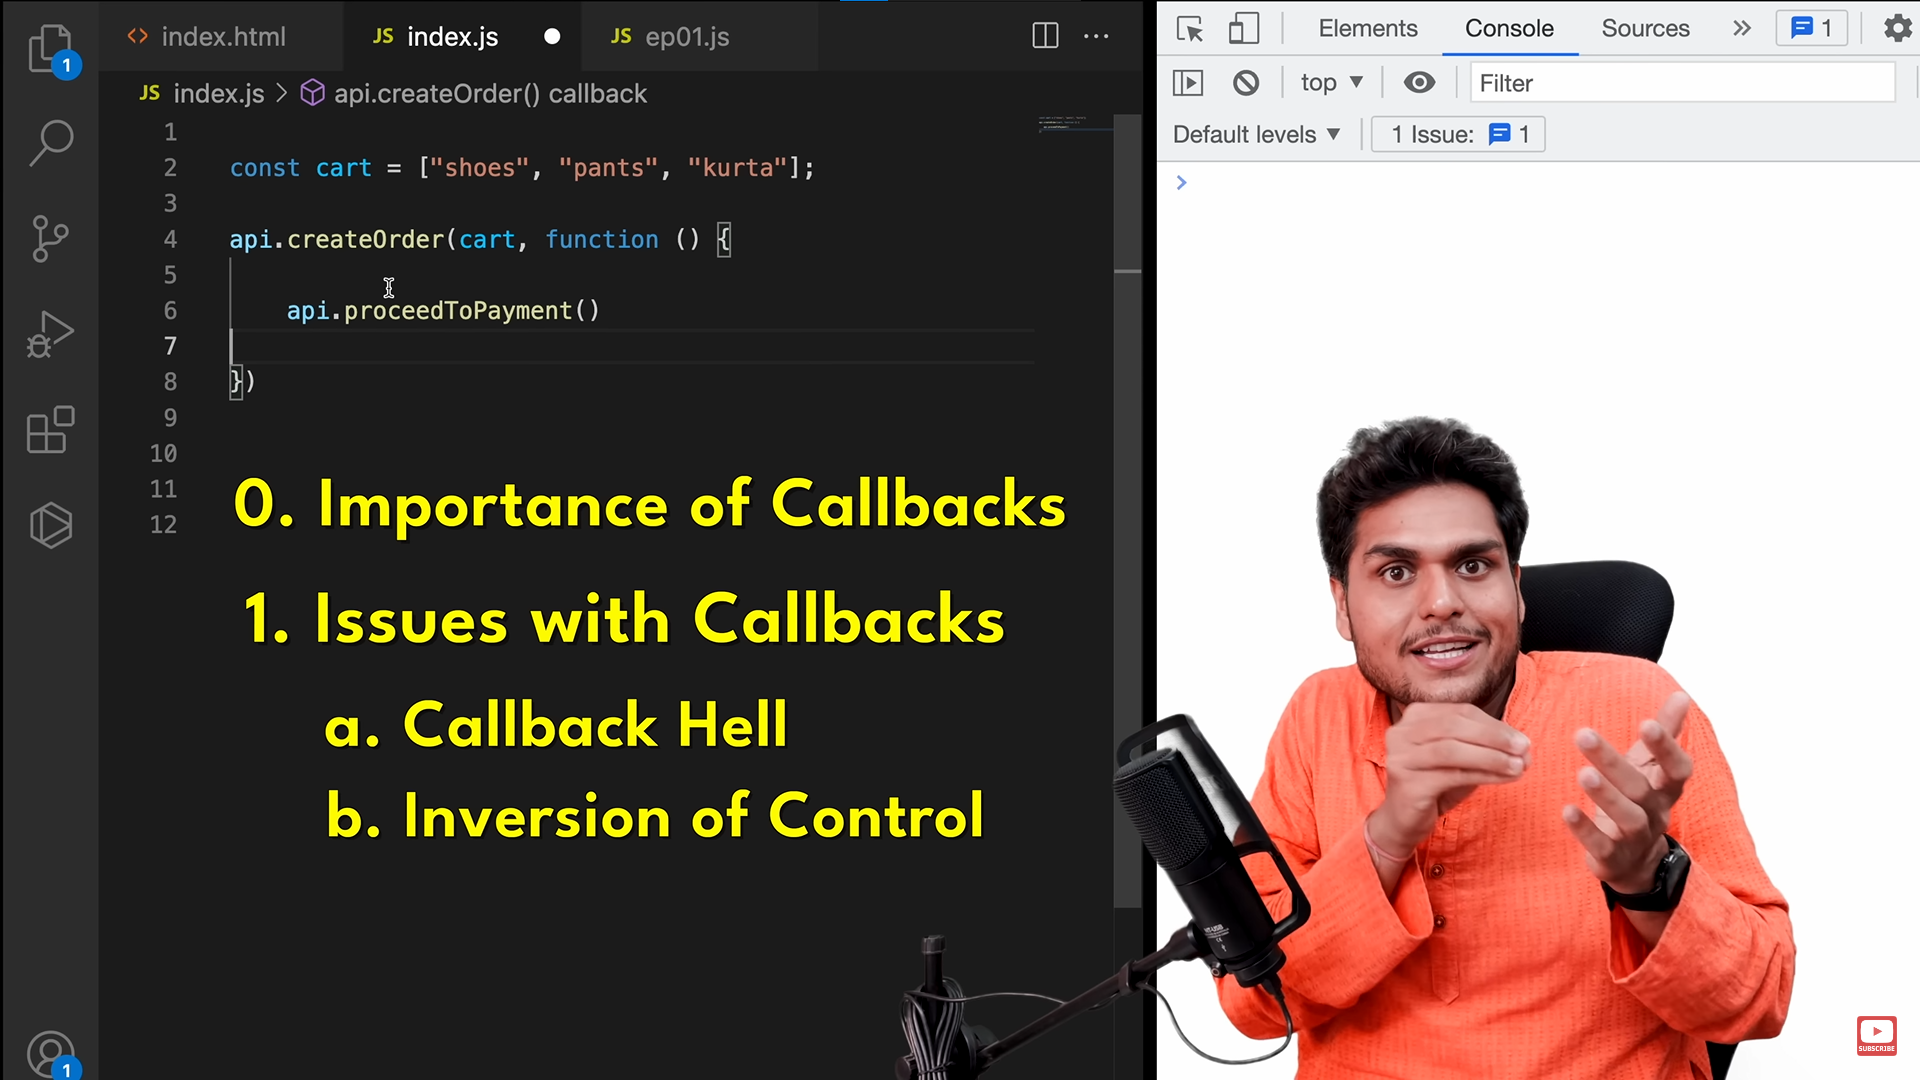 index.html
JS index.js
JS ep01.js
1
JS index.js > api.createOrder() callback
1
2 const cart = ["shoes", "pants", "kurta"];
3
4 api.createOrder(cart, function () {
5
6 api.proceedToPayment()
7
8 })
9
10
11
12
0. Importance of Callbacks
1. Issues with Callbacks
a. Callback Hell
b. Inversion of Control
1
Elements Console Sources 1
top Filter
Default levels 1 Issue: 1
SUBSCRIBE